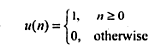 u(n) = {1, n ≥ 0
0, otherwise